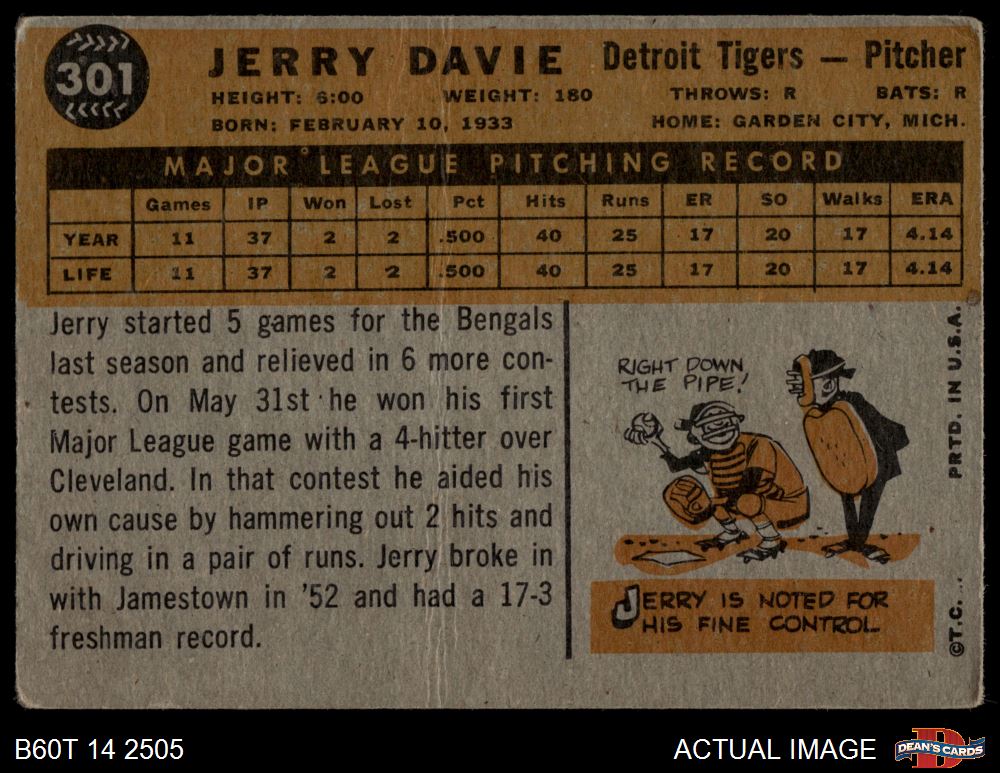 301
JERRY DAVIE Detroit Tigers — Pitcher
HEIGHT: 6:00 WEIGHT: 180 THROWS: R BATS: R
BORN: FEBRUARY 10, 1933 HOME: GARDEN CITY, MICH.
MAJOR LEAGUE PITCHING RECORD
Games IP Won Lost Pct Hits Runs ER SO Walks ERA
YEAR 11 37 2 2 .500 40 25 17 20 17 4.14
LIFE 11 37 2 2 .500 40 25 17 20 17 4.14
Jerry started 5 games for the Bengals
last season and relieved in 6 more con-
tests. On May 31st he won his first
Major League game with a 4-hitter over
Cleveland. In that contest he aided his
own cause by hammering out 2 hits and
driving in a pair of runs. Jerry broke in
with Jamestown in '52 and had a 17-3
freshman record.
RIGHT DOWN
THE PIPE!
JERRY IS NOTED FOR
HIS FINE CONTROL
©T.C. PRTD. IN U.S.A.
B60T 14 2505 ACTUAL IMAGE DEAN'S CARDS